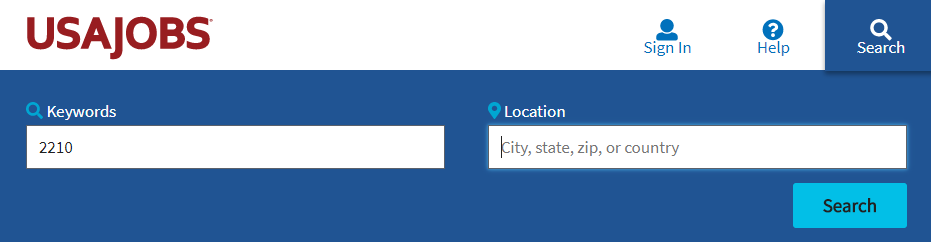 USAJOBS
Sign In
Help
Search
Keywords
Location
2210
City, state, zip, or country
Search